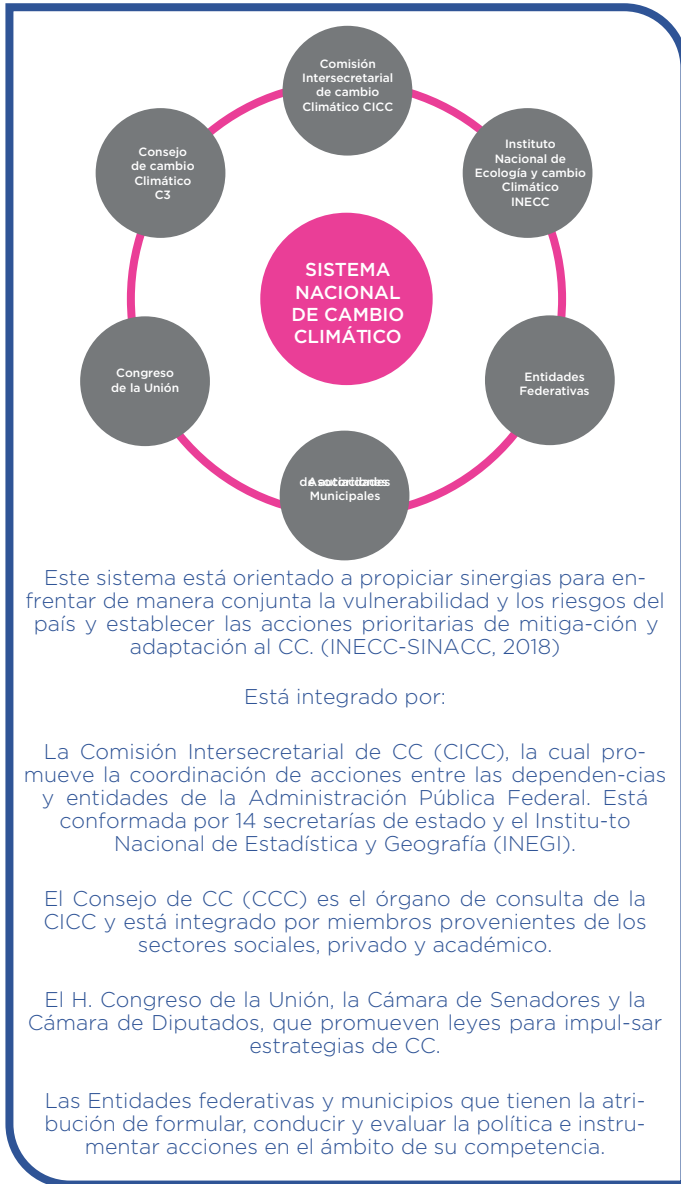 Comisión
Intersecretarial
de cambio
Climático CICC
Instituto
Nacional de
Ecología y cambio
Climático
INECC
Consejo
de cambio
Climático
C3
SISTEMA
NACIONAL
DE CAMBIO
CLIMÁTICO
Congreso
de la Unión
Entidades
Federativas
Municipales
Este sistema está orientado a propiciar sinergias para en-
frentar de manera conjunta la vulnerabilidad y los riesgos del
país y establecer las acciones prioritarias de mitiga-ción y
adaptación al CC. (INECC-SINACC, 2018)
Está integrado por:
La Comisión Intersecretarial de CC (CICC), la cual pro-
mueve la coordinación de acciones entre las dependen-cias
y entidades de la Administración Pública Federal. Está
conformada por 14 secretarías de estado y el Institu-to
Nacional de Estadística y Geografía (INEGI).
El Consejo de CC (CCC) es el órgano de consulta de la
CICC y está integrado por miembros provenientes de los
sectores sociales, privado y académico.
El H. Congreso de la Unión, la Cámara de Senadores y la
Cámara de Diputados, que promueven leyes para impul-sar
estrategias de CC.
Las Entidades federativas y municipios que tienen la atri-
bución de formular, conducir y evaluar la política e instru-
mentar acciones en el ámbito de su competencia.